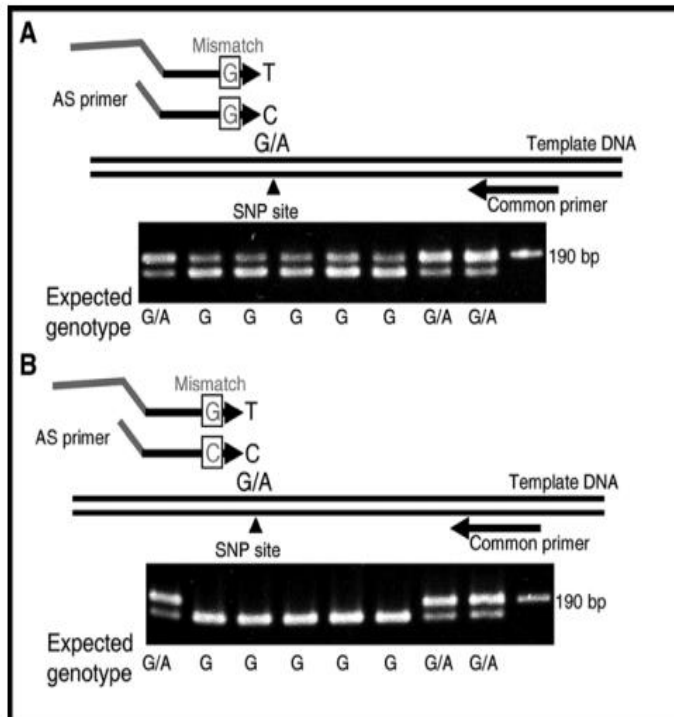 A
Mismatch
G T
AS primer
G C
G/A
Template DNA
SNP site
Common primer
190 bp
Expected
genotype
G/A G G G G G G/A G/A
B
Mismatch
G T
AS primer
C C
G/A
Template DNA
SNP site
Common primer
190 bp
Expected
genotype
G/A G G G G G G/A G/A